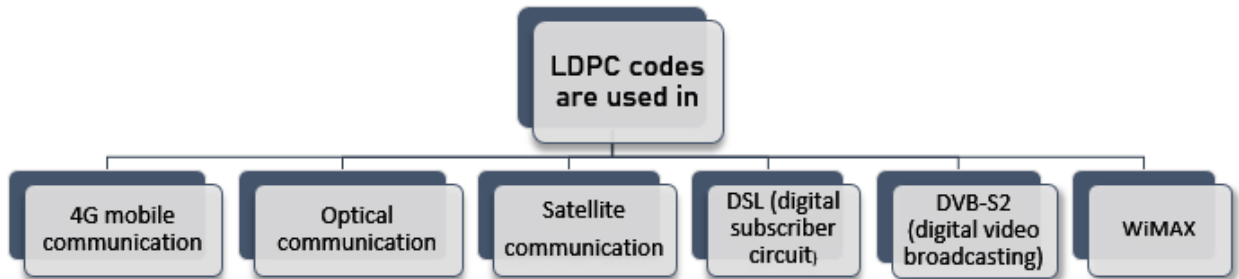 LDPC codes
are used in
4G mobile
communication
Optical
communication
Satellite
communication
DSL (digital
subscriber
circuit)
DVB-S2
(digital video
broadcasting)
WiMAX